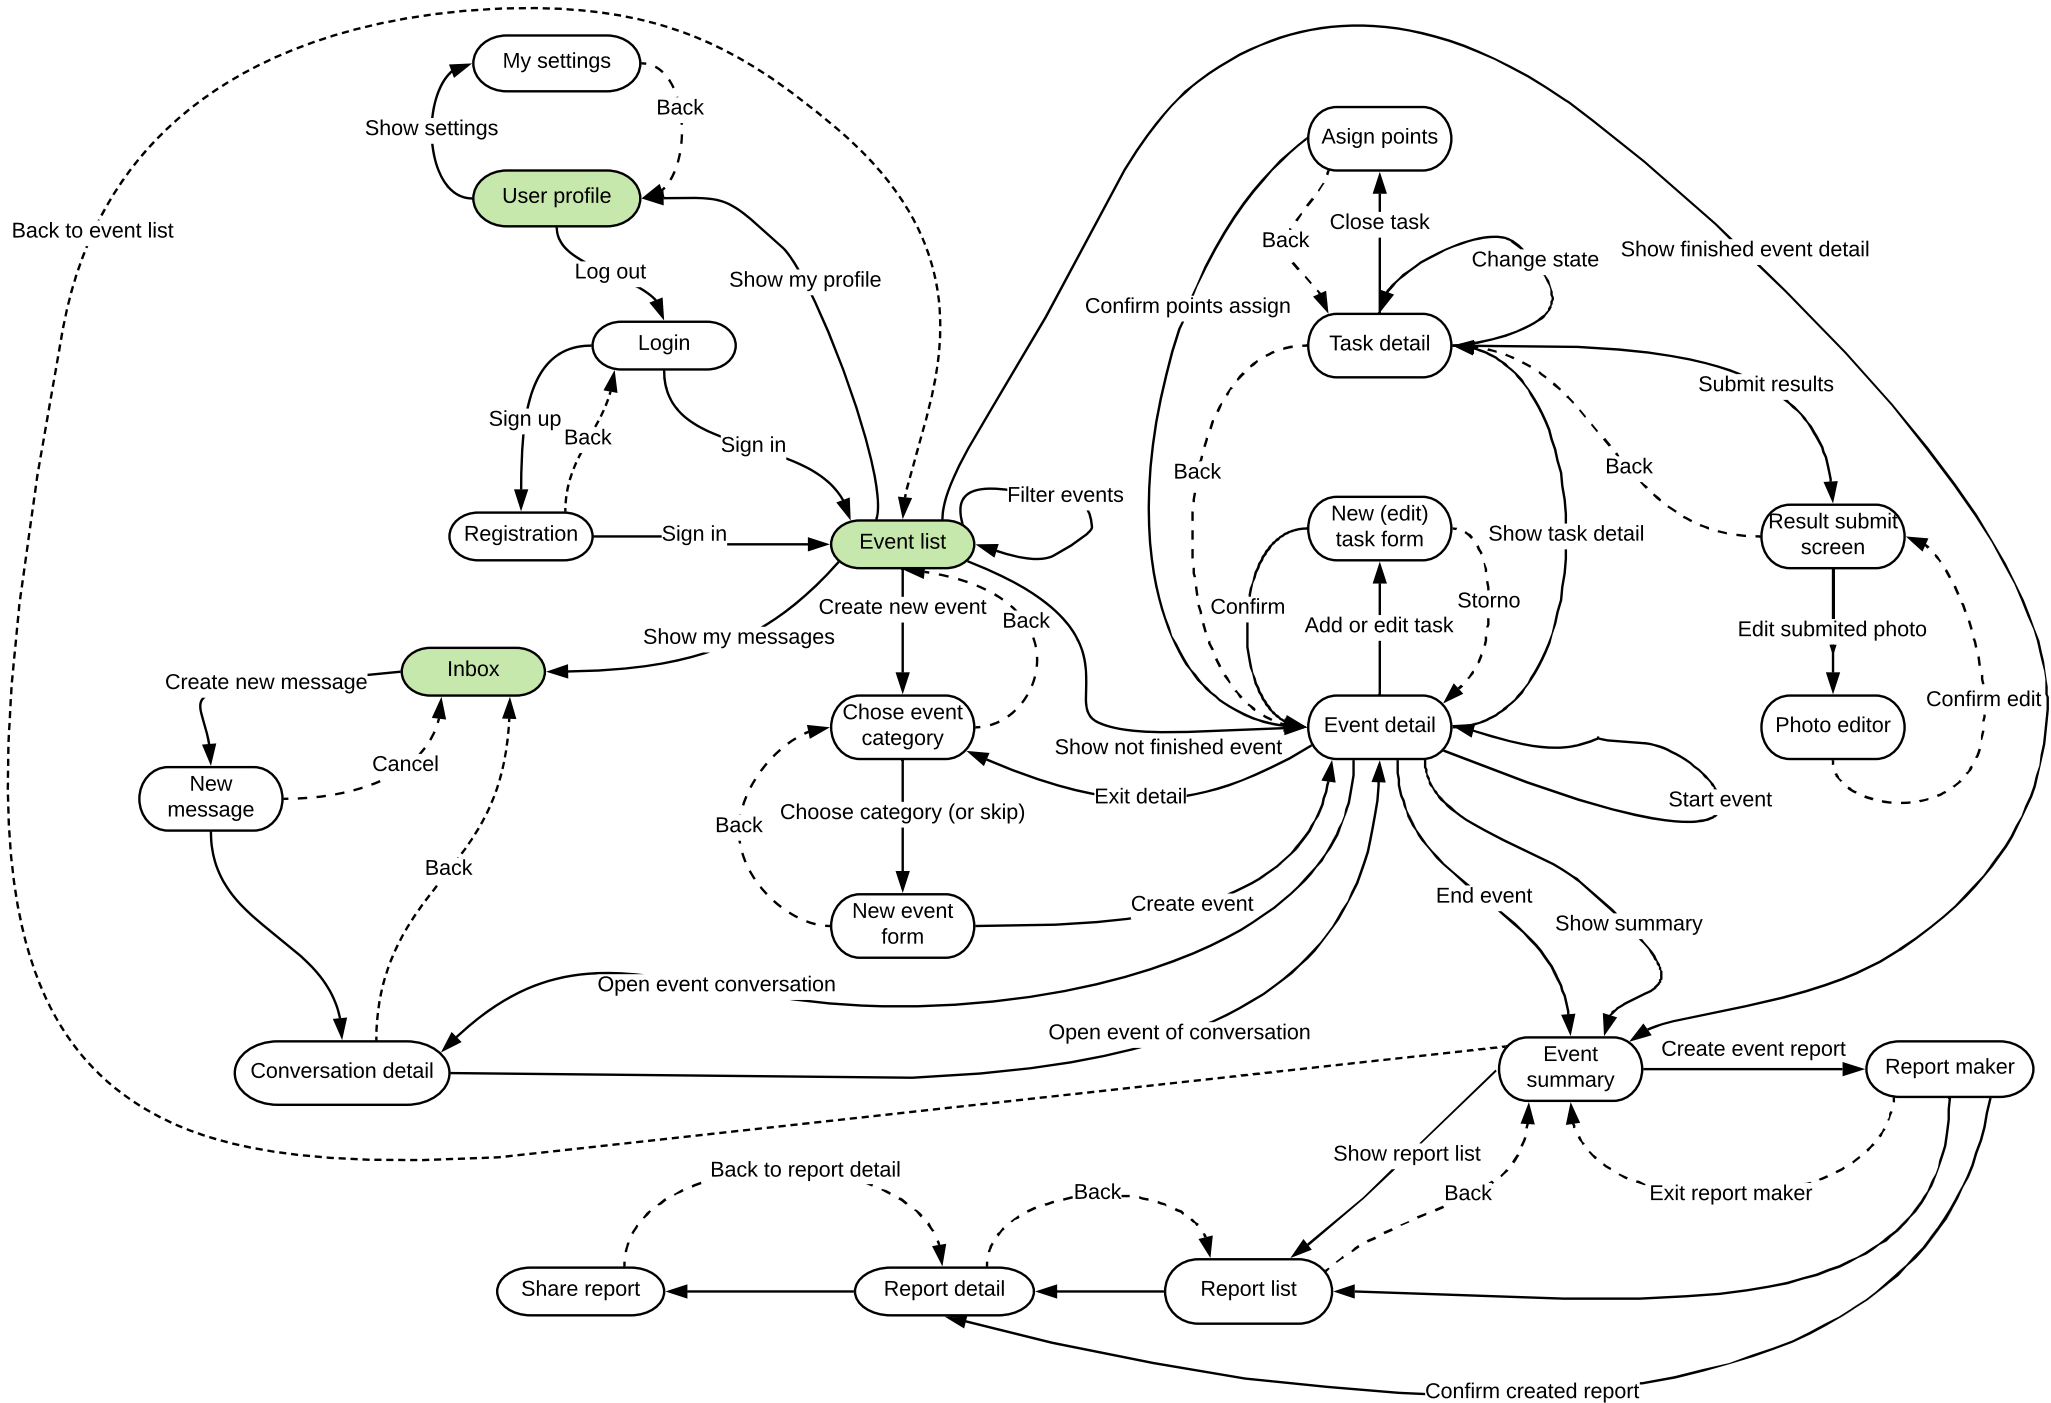 My settings
Back
Show settings
User profile
Back to event list
Log out
Show my profile
Login
Sign up
Back
Sign in
Registration
Sign in
Event list
Filter events
Asign points
Close task
Back
Change state
Show finished event detail
Confirm points assign
Task detail
Submit results
Back
Back
New (edit)
task form
Show task detail
Result submit
screen
Confirm
Storno
Add or edit task
Edit submited photo
Confirm edit
Photo editor
Create new event
Back
Show my messages
Inbox
Create new message
Cancel
New
message
Back
Chose event
category
Show not finished event
Event detail
Exit detail
Start event
Choose category (or skip)
Back
New event
form
Create event
End event
Show summary
Open event conversation
Open event of conversation
Conversation detail
Event
summary
Create event report
Report maker
Show report list
Back
Exit report maker
Back to report detail
Back
Share report
Report detail
Report list
Confirm created report